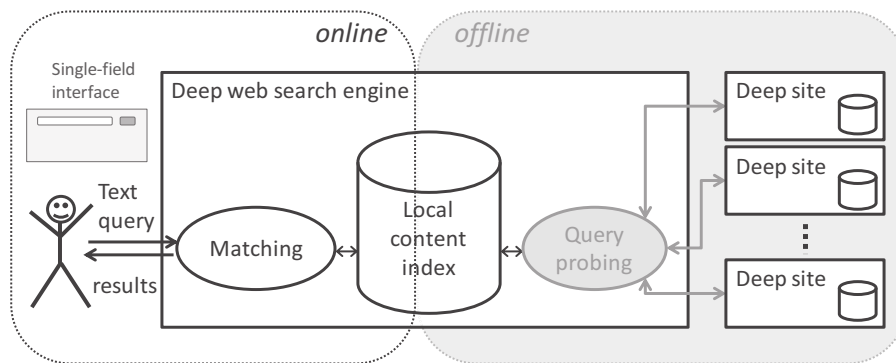 online
offline
Single-field
interface
Deep web search engine
Deep site
Deep site
Text
query
results
Matching
Local
content
index
Query
probing
Deep site